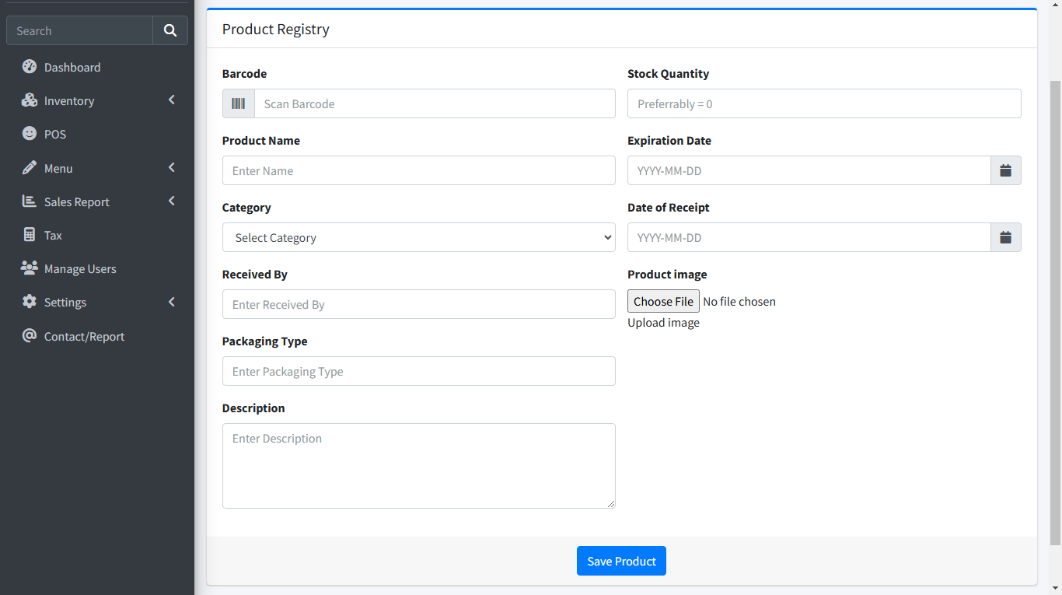 Search
Dashboard
Inventory
POS
Menu
Sales Report
Tax
Manage Users
Settings
Contact/Report
Product Registry
Barcode
Scan Barcode
Product Name
Enter Name
Category
Select Category
Received By
Enter Received By
Packaging Type
Enter Packaging Type
Description
Enter Description
Stock Quantity
Preferrably = 0
Expiration Date
YYYY-MM-DD
Date of Receipt
YYYY-MM-DD
Product image
Choose File No file chosen
Upload image
Save Product